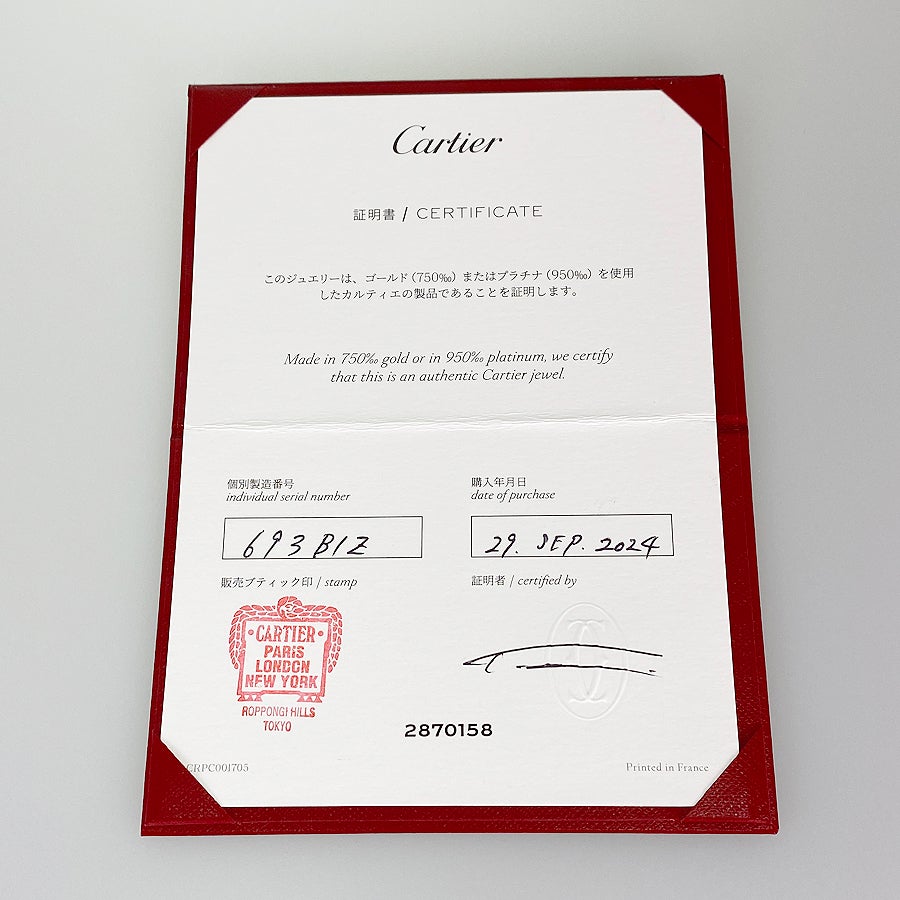 Cartier
証明書 / CERTIFICATE
このジュエリーは、ゴールド（750‰）またはプラチナ（950‰）を使用
したカルティエの製品であることを証明します。
Made in 750‰ gold or in 950‰ platinum, we certify
that this is an authentic Cartier jewel.
個別製造番号
individual serial number
693BIZ
購入年月日
date of purchase
29. SEP. 2024
販売ブティック印 / stamp
CARTIER
PARIS
LONDON
NEW YORK
ROPPONGI HILLS
TOKYO
証明者 / certified by
2870158
CRPC001705
Printed in France